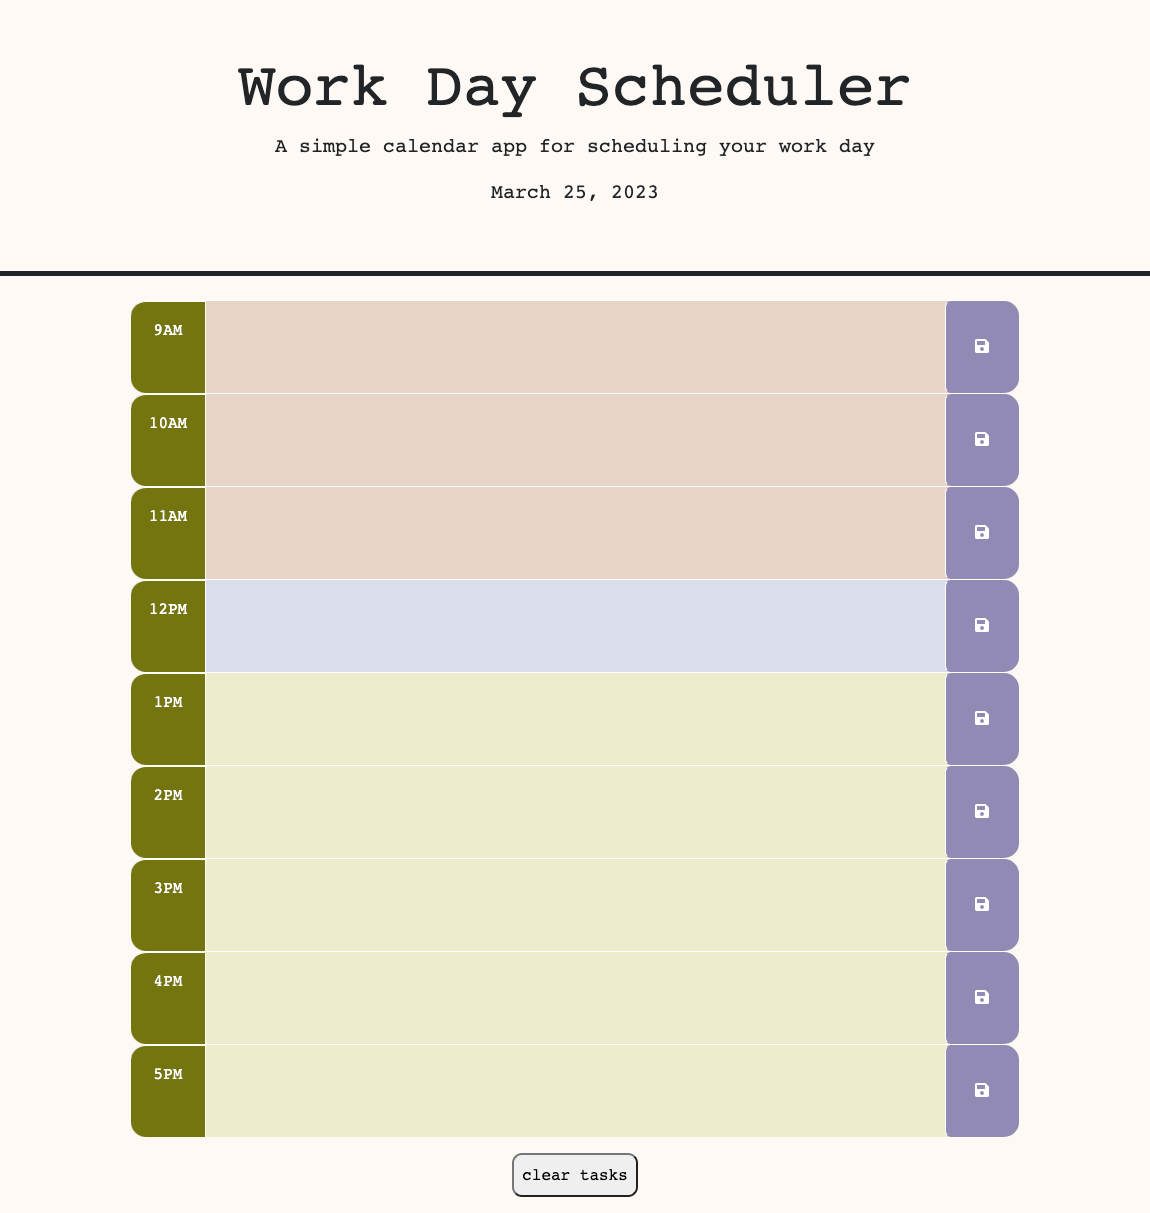 Work Day Scheduler
A simple calendar app for scheduling your work day
March 25, 2023
9AM
10AM
11AM
12PM
1PM
2PM
3PM
4PM
5PM
clear tasks